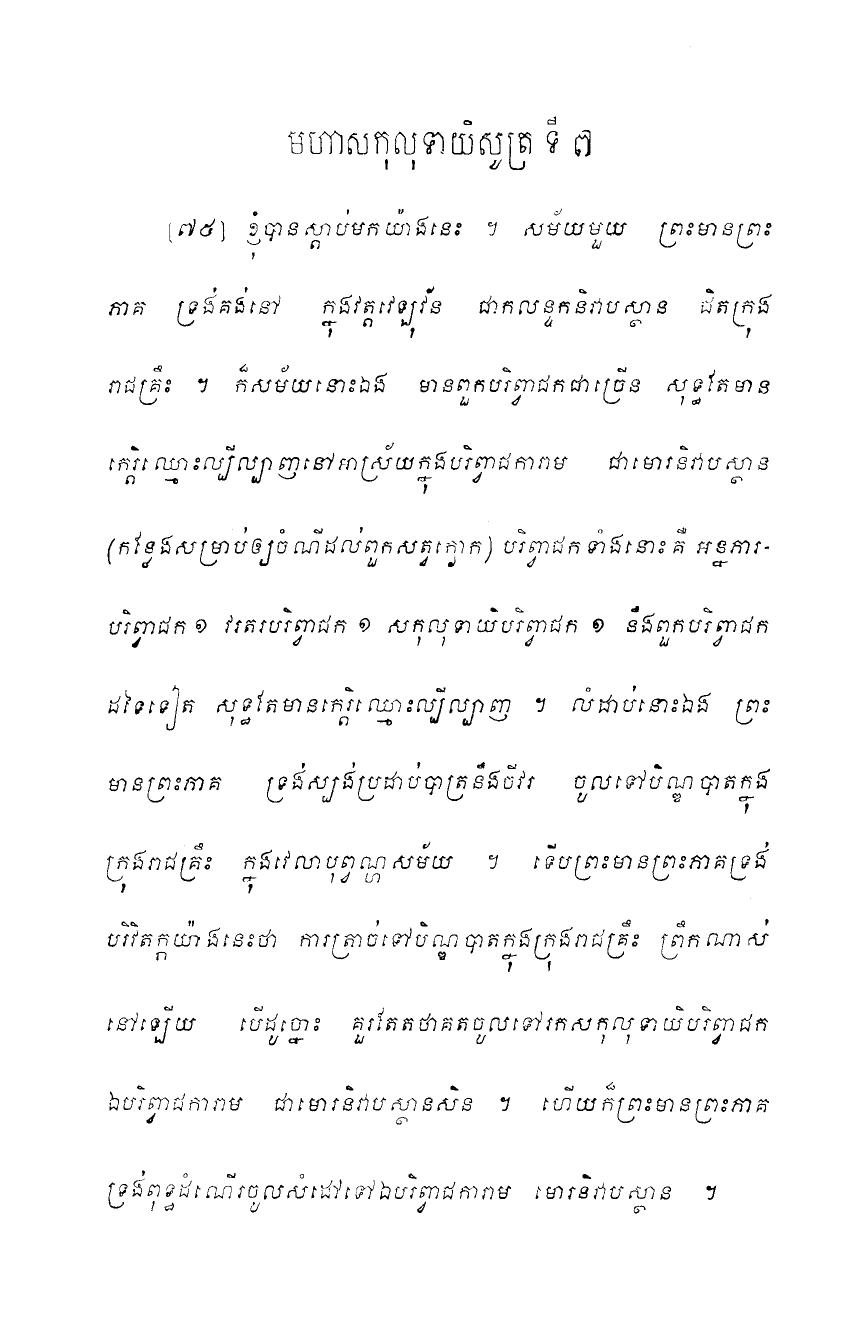 មហាសកុលុទាយិសូត្រ ទី ៧
[៧៥] ខ្ញុំបានស្តាប់មកយ៉ាងនេះ ។ សម័យមួយ ព្រះមានព្រះ
ភាគ ទ្រង់គង់នៅ ក្នុងវត្តវេឡុវ័ន ជាកលន្ទកនិវាបស្ថាន ជិតក្រុង
រាជគ្រឹះ ។ ក៏សម័យនោះឯង មានពួកបរិព្វាជកជាច្រើន សុទ្ធតែមាន
កេរ្តិ៍ឈ្មោះល្បីល្បាញនៅអាស្រ័យក្នុងបរិព្វាជការាម ជាមោរនិវាបស្ថាន
(កន្លែងសម្រាប់ឲ្យចំណីដល់ពួកសត្វក្ងោក) បរិព្វាជកទាំងនោះគឺ អន្នភារ-
បរិព្វាជក ១ វរតរបរិព្វាជក ១ សកុលុទាយិបរិព្វាជក ១ នឹងពួកបរិព្វាជក
ដទៃទៀត សុទ្ធតែមានកេរ្តិ៍ឈ្មោះល្បីល្បាញ ។ លំដាប់នោះឯង ព្រះ
មានព្រះភាគ ទ្រង់ស្បង់ប្រដាប់បាត្រនឹងចីវរ ចូលទៅបិណ្ឌបាតក្នុង
ក្រុងរាជគ្រឹះ ក្នុងវេលាបុព្វណ្ហសម័យ ។ ទើបព្រះមានព្រះភាគទ្រង់
បរិវិតក្កយ៉ាងនេះថា ការត្រាច់ទៅបិណ្ឌបាតក្នុងក្រុងរាជគ្រឹះ ព្រឹកណាស់
នៅឡើយ បើដូច្នោះ គួរតែតថាគតចូលទៅរកសកុលុទាយិបរិព្វាជក
ឯបរិព្វាជការាម ជាមោរនិវាបស្ថានសិន ។ ហើយក៏ព្រះមានព្រះភាគ
ទ្រង់ពុទ្ធដំណើរចូលសំដៅទៅឯបរិព្វាជការាម មោរនិវាបស្ថាន ។